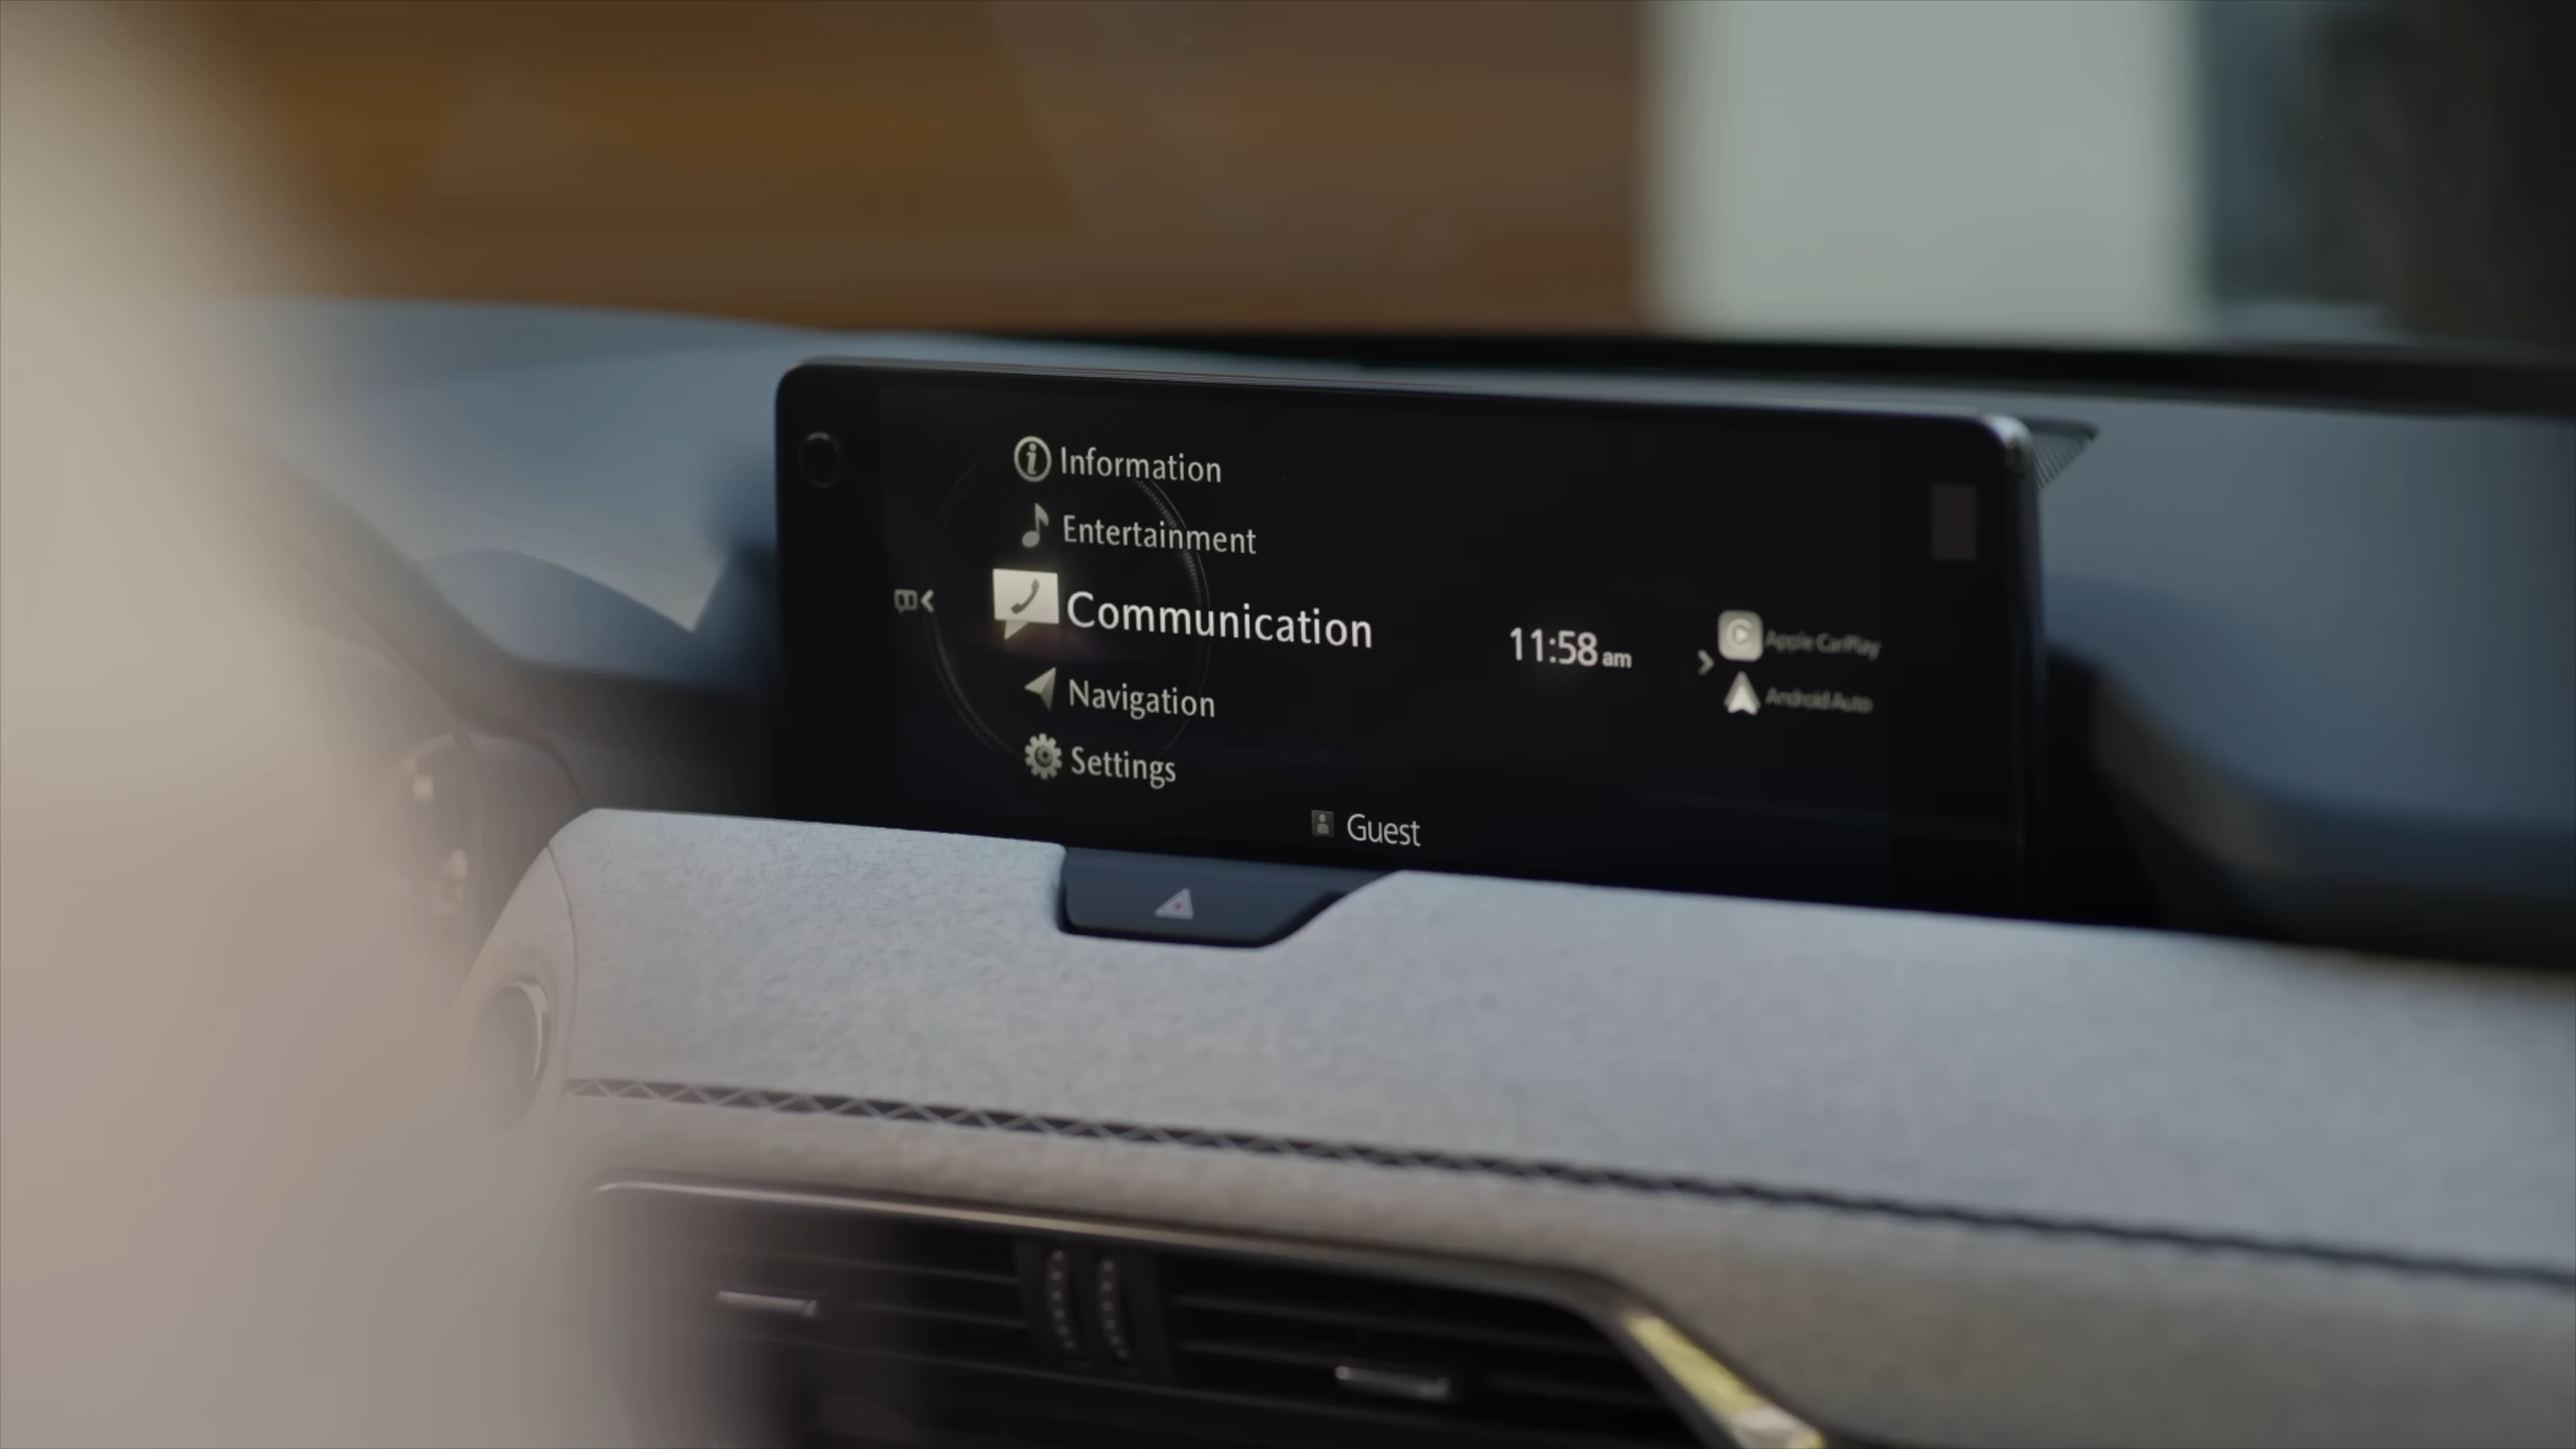 Information
Entertainment
Communication
11:58 am
Apple CarPlay
Android Auto
Navigation
Settings
Guest